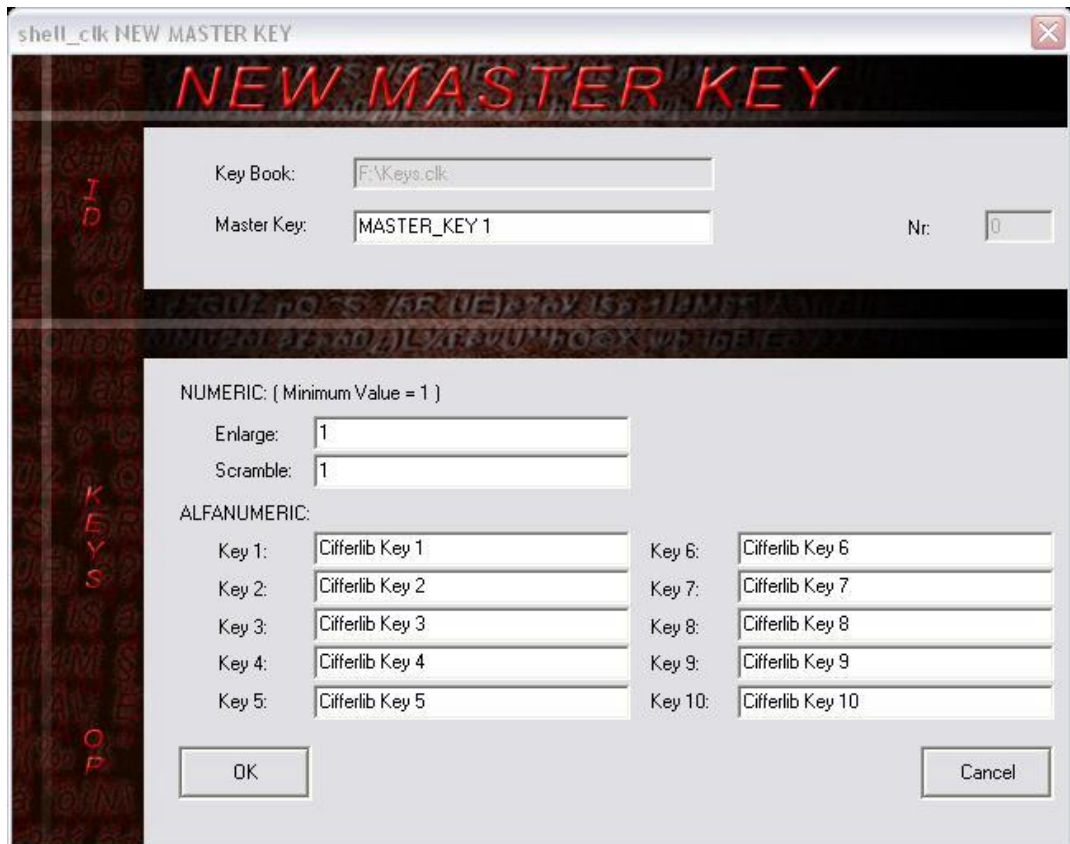 shell_clk NEW MASTER KEY
NEW MASTER KEY
ID
Key Book: F:\Keys.clk
Master Key: MASTER_KEY 1 Nr: 0
KEYS
NUMERIC: ( Minimum Value = 1 )
Enlarge: 1
Scramble: 1
ALFANUMERIC:
Key 1: Cifferlib Key 1 Key 6: Cifferlib Key 6
Key 2: Cifferlib Key 2 Key 7: Cifferlib Key 7
Key 3: Cifferlib Key 3 Key 8: Cifferlib Key 8
Key 4: Cifferlib Key 4 Key 9: Cifferlib Key 9
Key 5: Cifferlib Key 5 Key 10: Cifferlib Key 10
OP
OK Cancel